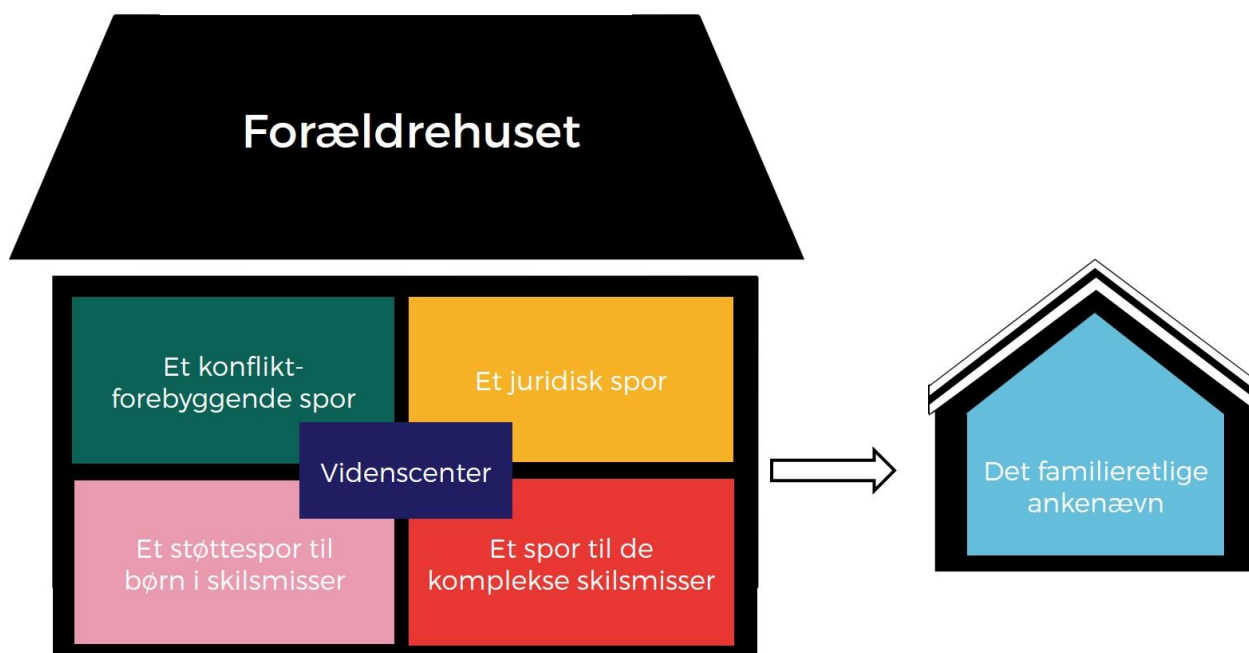 Forældrehuset
Et konflikt-
forebyggende spor
Et juridisk spor
Videnscenter
Et støttespor til
børn i skilsmisser
Et spor til de
komplekse skilsmisser
Det familieretlige
ankenævn